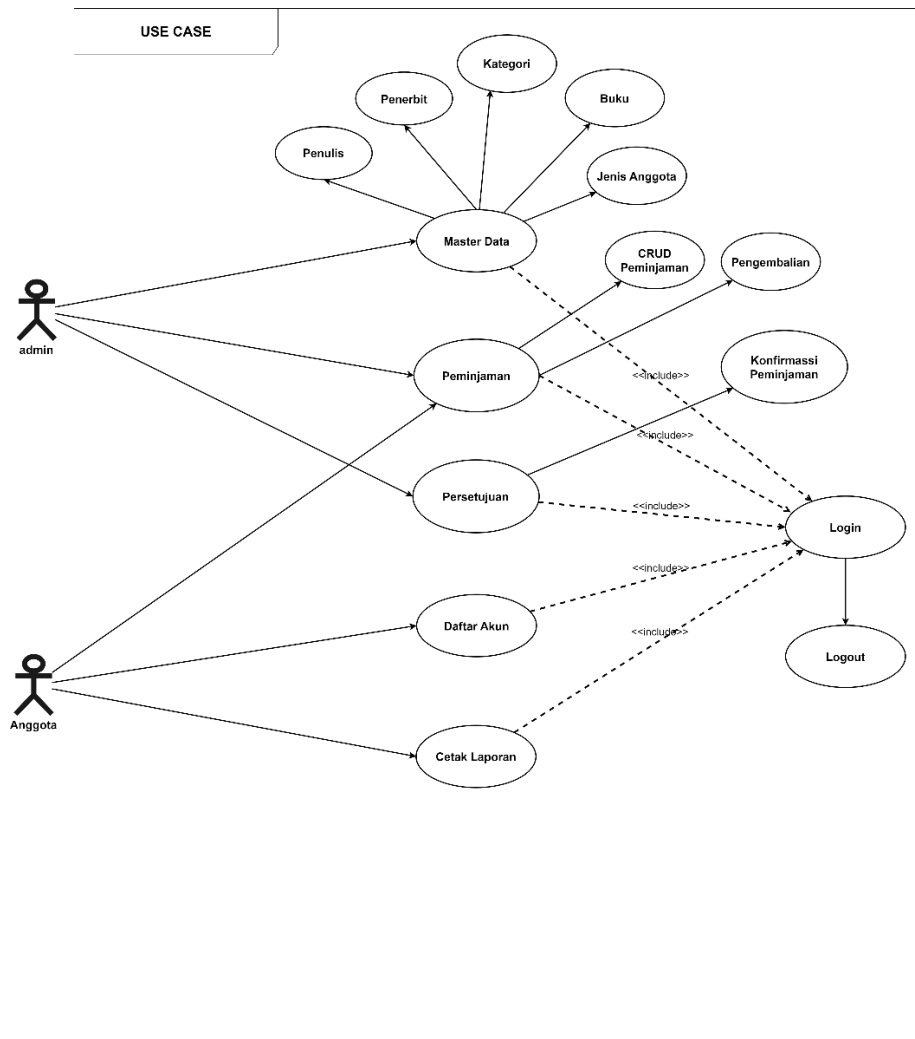 USE CASE
Kategori
Penerbit
Buku
Penulis
Jenis Anggota
Master Data
CRUD
Peminjaman
Pengembalian
admin
Peminjaman
<<include>>
Konfirmassi
Peminjaman
<<include>>
Persetujuan
<<include>>
Login
<<include>>
Daftar Akun
<<include>>
Logout
Anggota
Cetak Laporan